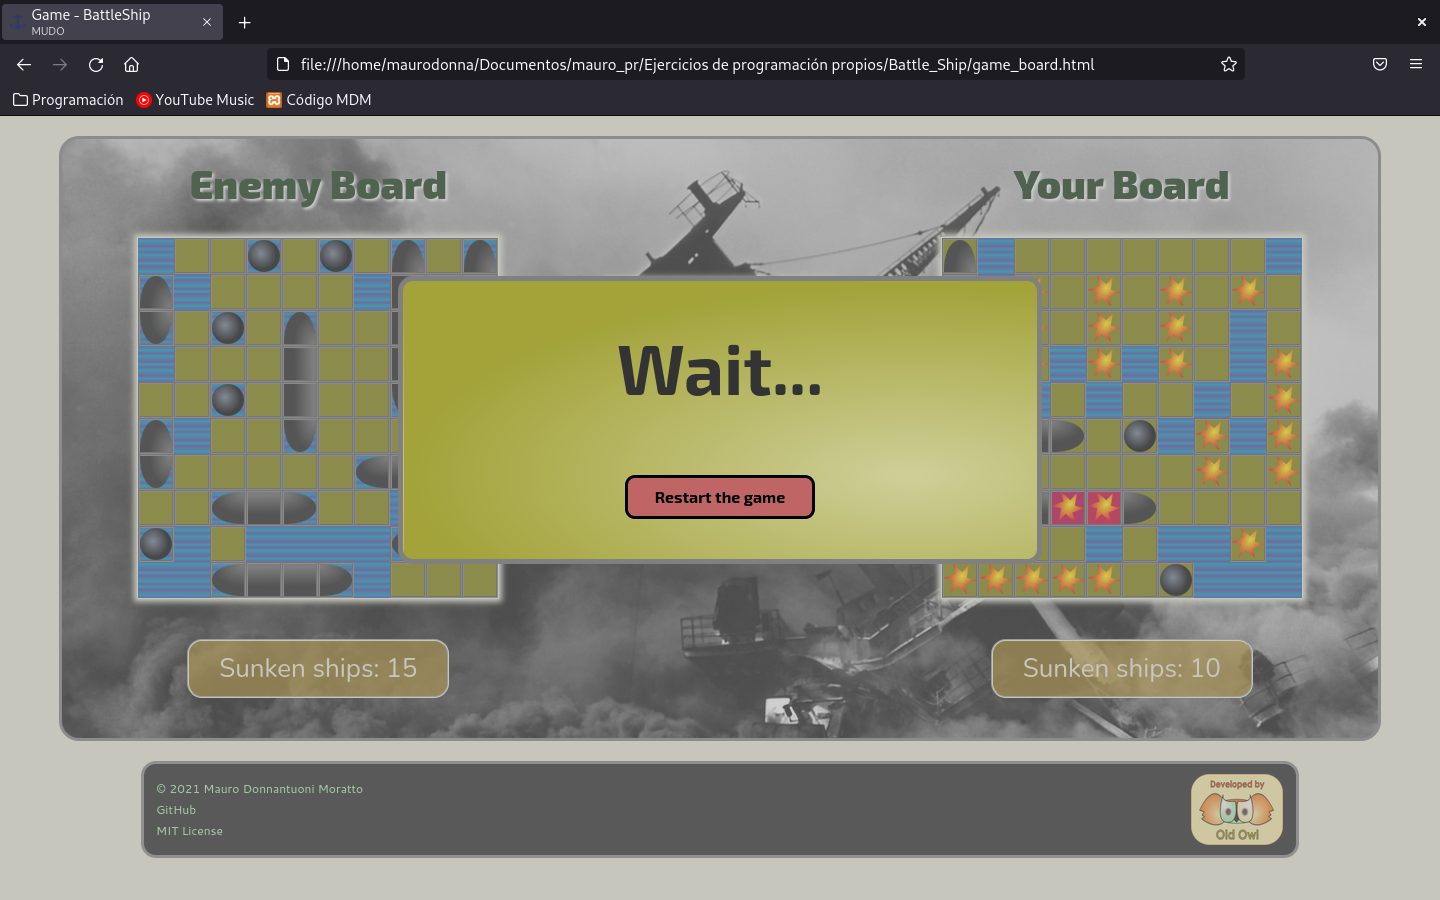 Game - BattleShip
MUDO
file:///home/maurodonna/Documentos/mauro_pr/Ejercicios de programación propios/Battle_Ship/game_board.html
Programación
YouTube Music
Código MDM
Enemy Board
Your Board
Wait...
Restart the game
Sunken ships: 15
Sunken ships: 10
© 2021 Mauro Donnantuoni Moratto
GitHub
MIT License
Developed by
Old Owl